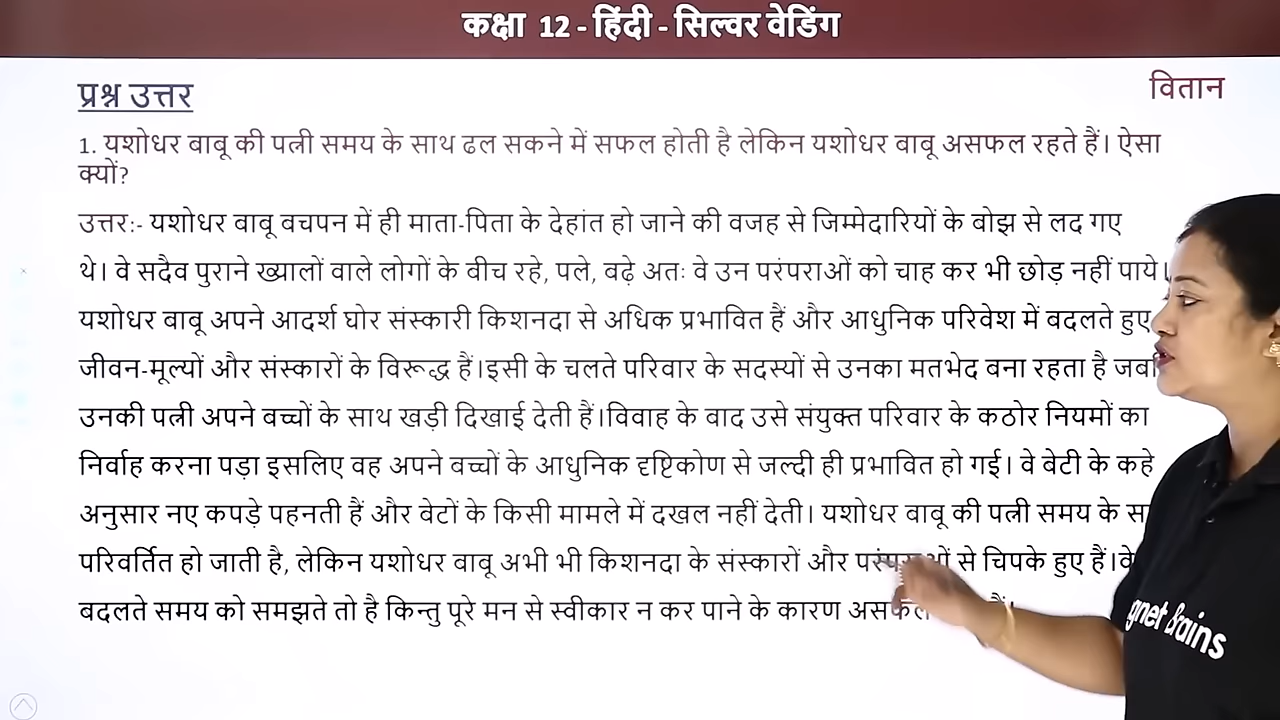 कक्षा 12 - हिंदी - सिल्वर वेडिंग
प्रश्न उत्तर
वितान
1. यशोधर बाबू की पत्नी समय के साथ ढल सकने में सफल होती है लेकिन यशोधर बाबू असफल रहते हैं। ऐसा
क्यों?
उत्तर:- यशोधर बाबू बचपन में ही माता-पिता के देहांत हो जाने की वजह से जिम्मेदारियों के बोझ से लद गए
थे। वे सदैव पुराने ख्यालों वाले लोगों के बीच रहे, पले, बढ़े अतः वे उन परंपराओं को चाह कर भी छोड़ नहीं पाये।
यशोधर बाबू अपने आदर्श घोर संस्कारी किशनदा से अधिक प्रभावित हैं और आधुनिक परिवेश में बदलते हुए
जीवन-मूल्यों और संस्कारों के विरूद्ध हैं।इसी के चलते परिवार के सदस्यों से उनका मतभेद बना रहता है
उनकी पत्नी अपने बच्चों के साथ खड़ी दिखाई देती हैं।विवाह के बाद उसे संयुक्त परिवार के कठोर नियमों का
निर्वाह करना पड़ा इसलिए वह अपने बच्चों के आधुनिक दृष्टिकोण से जल्दी ही प्रभावित हो गई। वे बेटी के कहे
अनुसार नए कपड़े पहनती हैं और वेटों के किसी मामले में दखल नहीं देती। यशोधर बाबू की पत्नी समय के
परिवर्तित हो जाती है, लेकिन यशोधर बाबू अभी भी किशनदा के संस्कारों और से चिपके हुए हैं।वे
बदलते समय को समझते तो है किन्तु पूरे मन से स्वीकार न कर पाने के कारण
gnet Brains